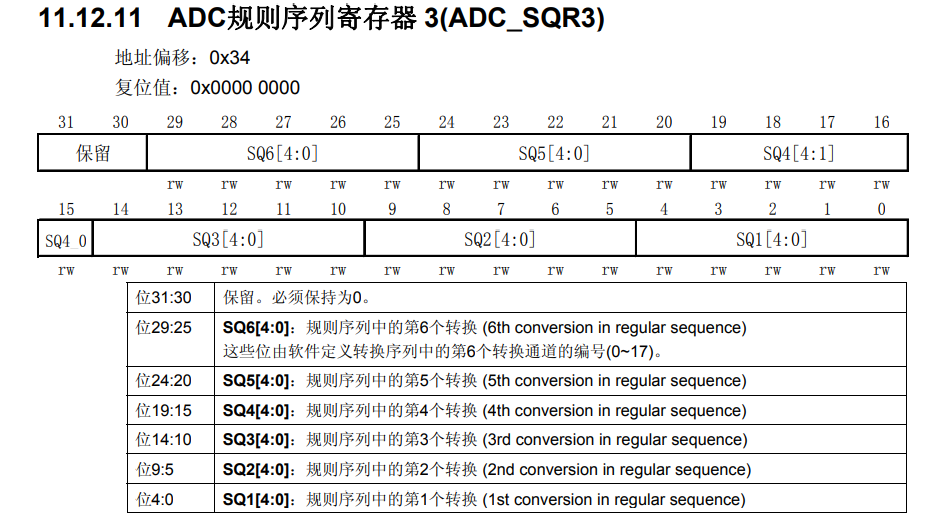 11.12.11 ADC规则序列寄存器 3(ADC_SQR3)
地址偏移：0x34
复位值：0x0000 0000
31 30 29 28 27 26 25 24 23 22 21 20 19 18 17 16
保留 SQ6[4:0] SQ5[4:0] SQ4[4:1]
rw rw rw rw rw rw rw rw rw rw rw rw rw rw
15 14 13 12 11 10 9 8 7 6 5 4 3 2 1 0
SQ4_0 SQ3[4:0] SQ2[4:0] SQ1[4:0]
rw rw rw rw rw rw rw rw rw rw rw rw rw rw rw rw
位31:30 保留。必须保持为0。
位29:25 SQ6[4:0]：规则序列中的第6个转换 (6th conversion in regular sequence)
这些位由软件定义转换序列中的第6个转换通道的编号(0~17)。
位24:20 SQ5[4:0]：规则序列中的第5个转换 (5th conversion in regular sequence)
位19:15 SQ4[4:0]：规则序列中的第4个转换 (4th conversion in regular sequence)
位14:10 SQ3[4:0]：规则序列中的第3个转换 (3rd conversion in regular sequence)
位9:5 SQ2[4:0]：规则序列中的第2个转换 (2nd conversion in regular sequence)
位4:0 SQ1[4:0]：规则序列中的第1个转换 (1st conversion in regular sequence)